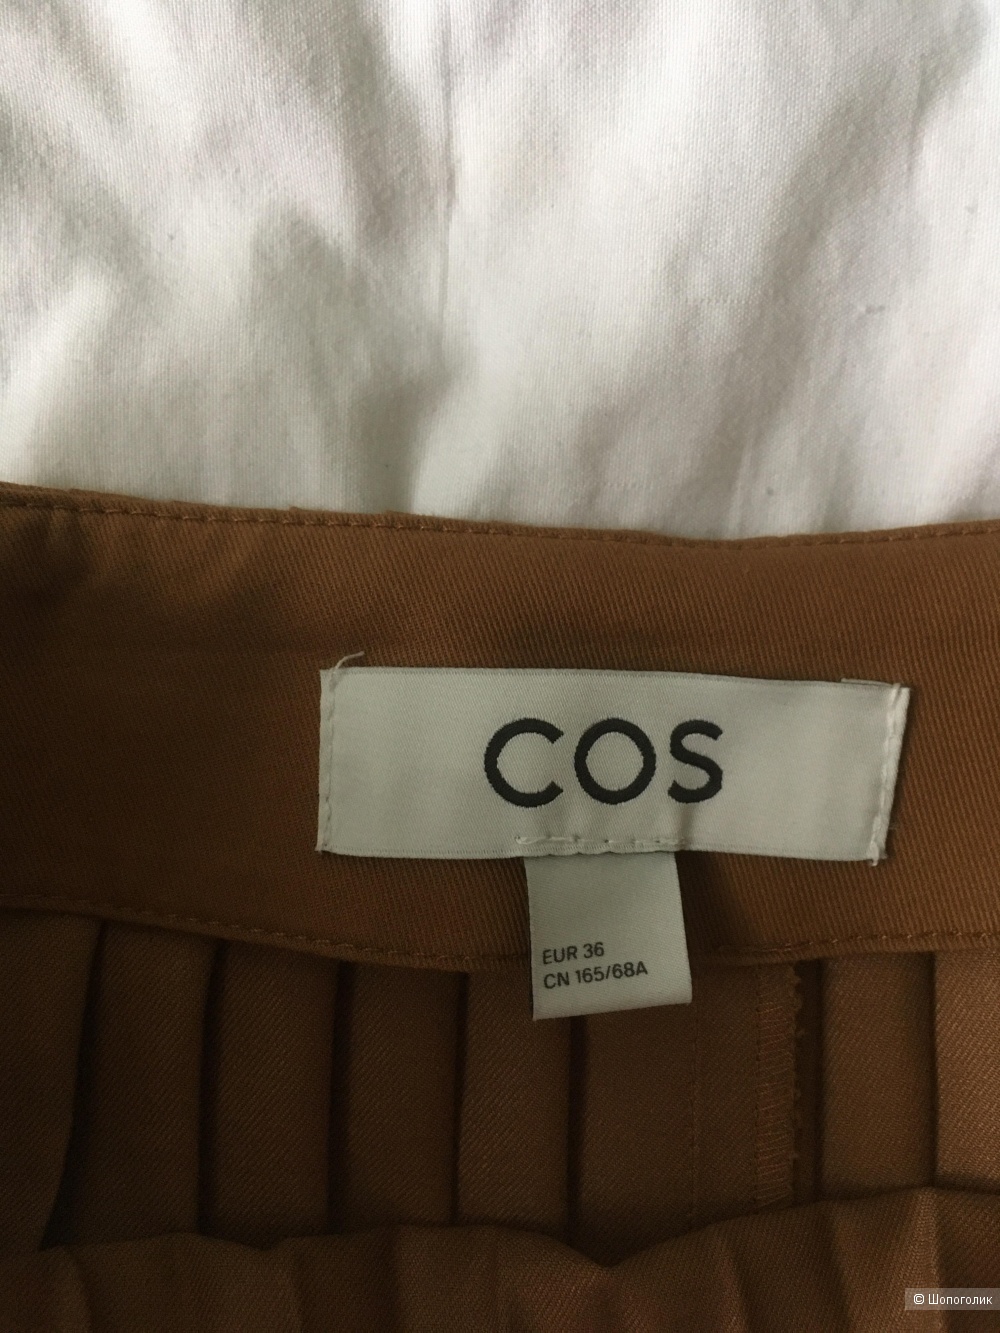 COS
EUR 36
CN 165/68A
© Шопоголик